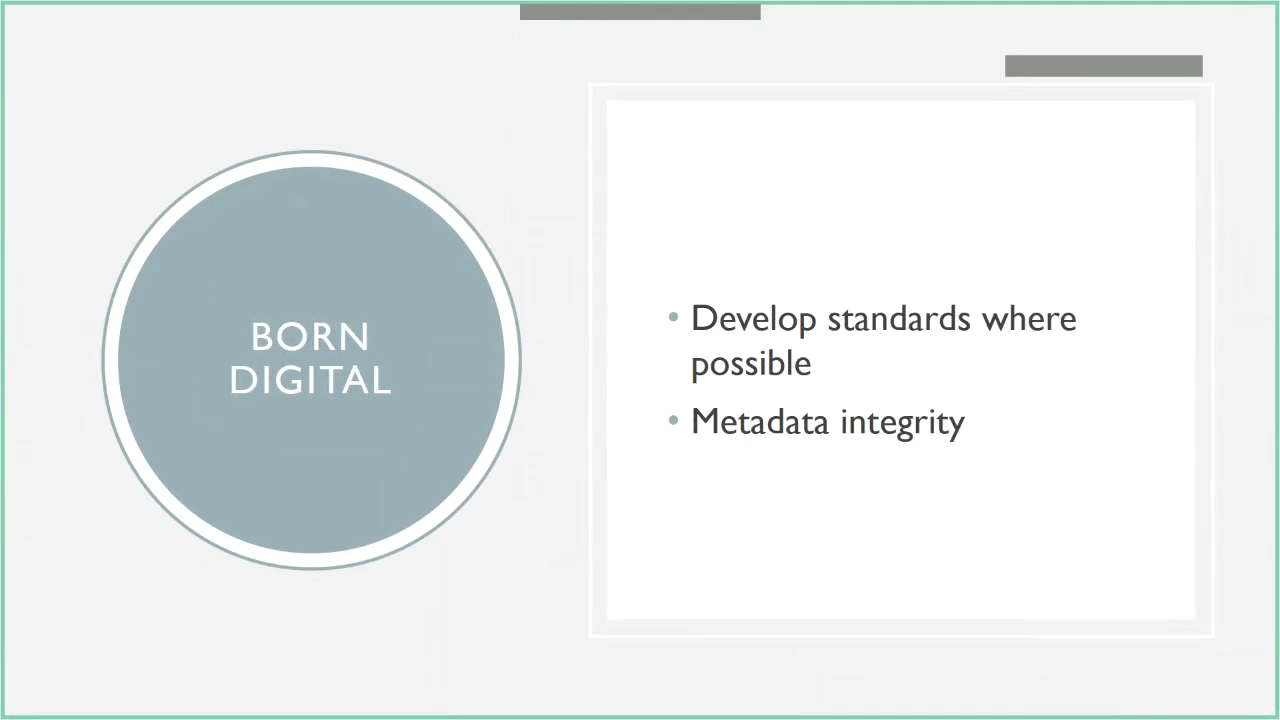 BORN
DIGITAL
• Develop standards where
possible
• Metadata integrity